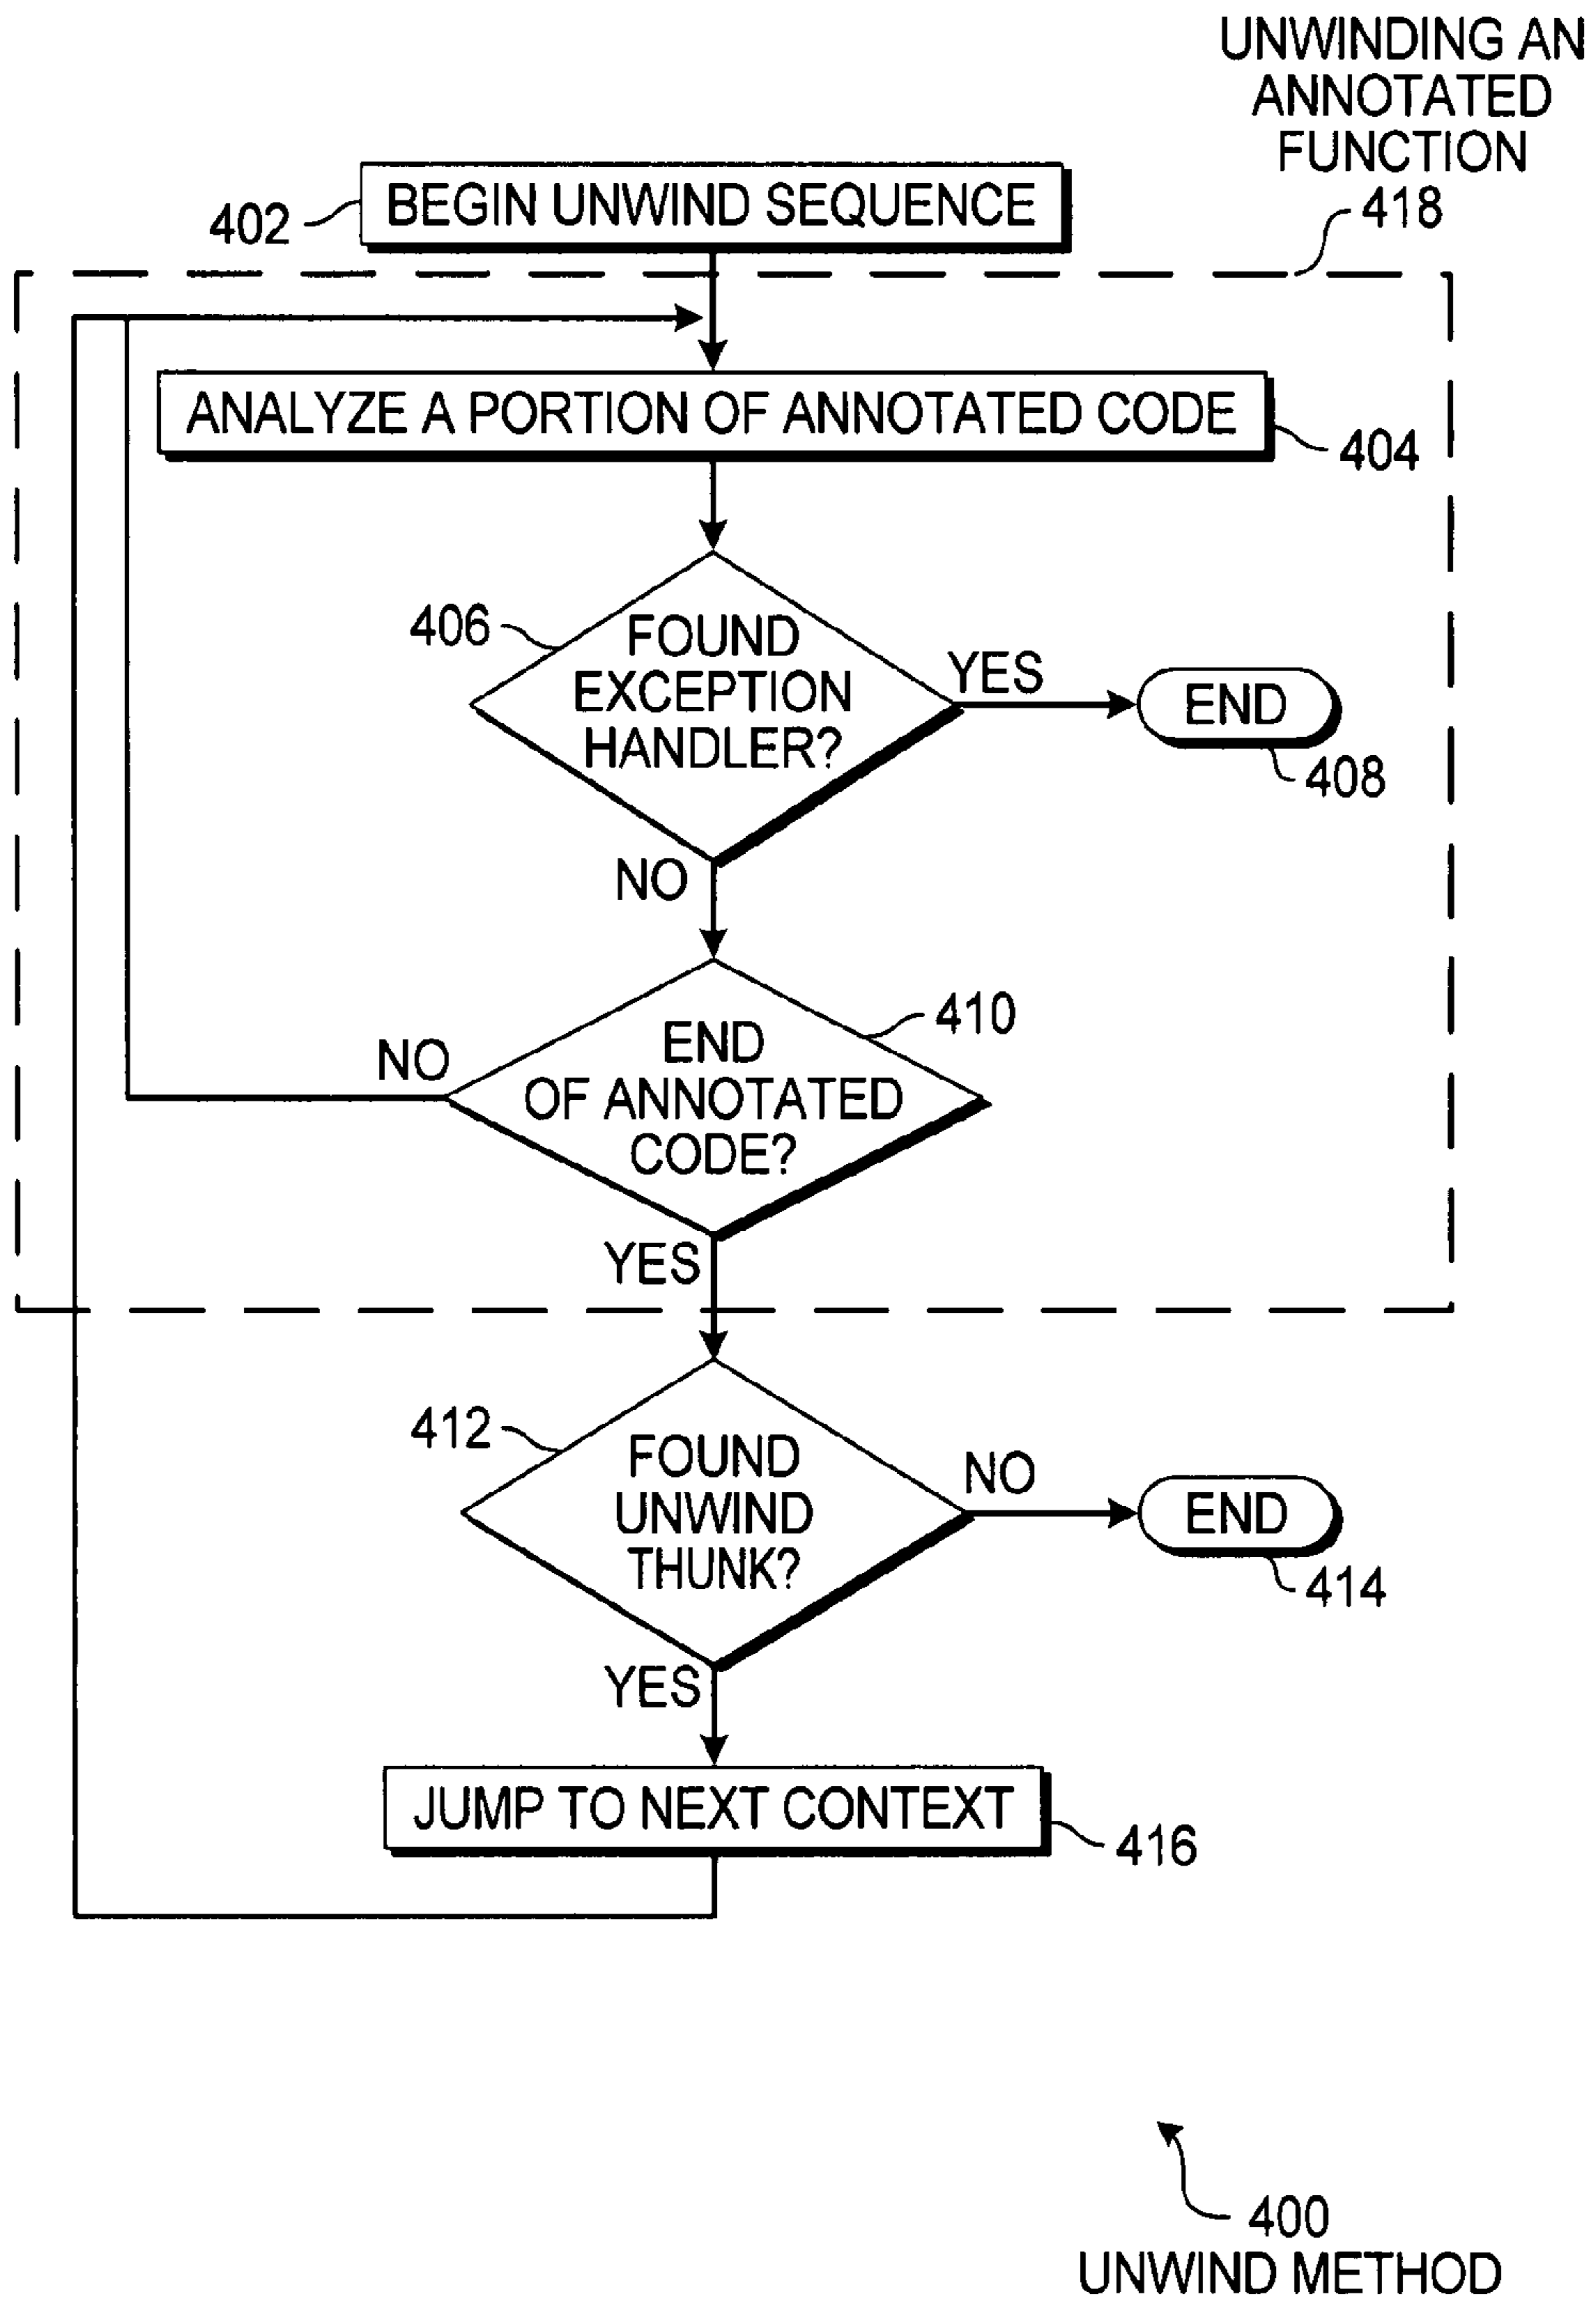 UNWINDING AN
ANNOTATED
FUNCTION
418
BEGIN UNWIND SEQUENCE
402
ANALYZE A PORTION OF ANNOTATED CODE
404
406
FOUND
EXCEPTION
HANDLER?
YES
END
408
NO
410
END
OF ANNOTATED
CODE?
NO
YES
412
FOUND
UNWIND
THUNK?
NO
END
414
YES
JUMP TO NEXT CONTEXT
416
400
UNWIND METHOD